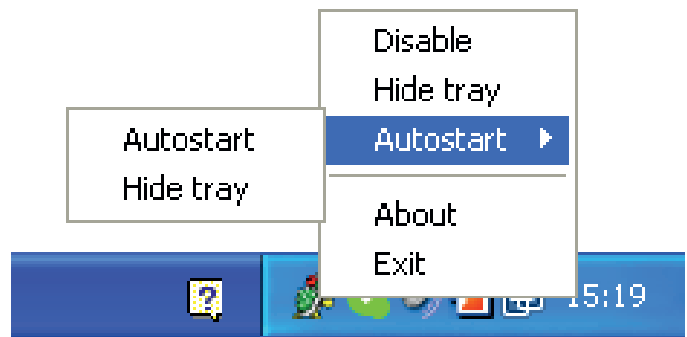 Disable
Hide tray
Autostart
About
Exit
Autostart
Hide tray
?
15:19